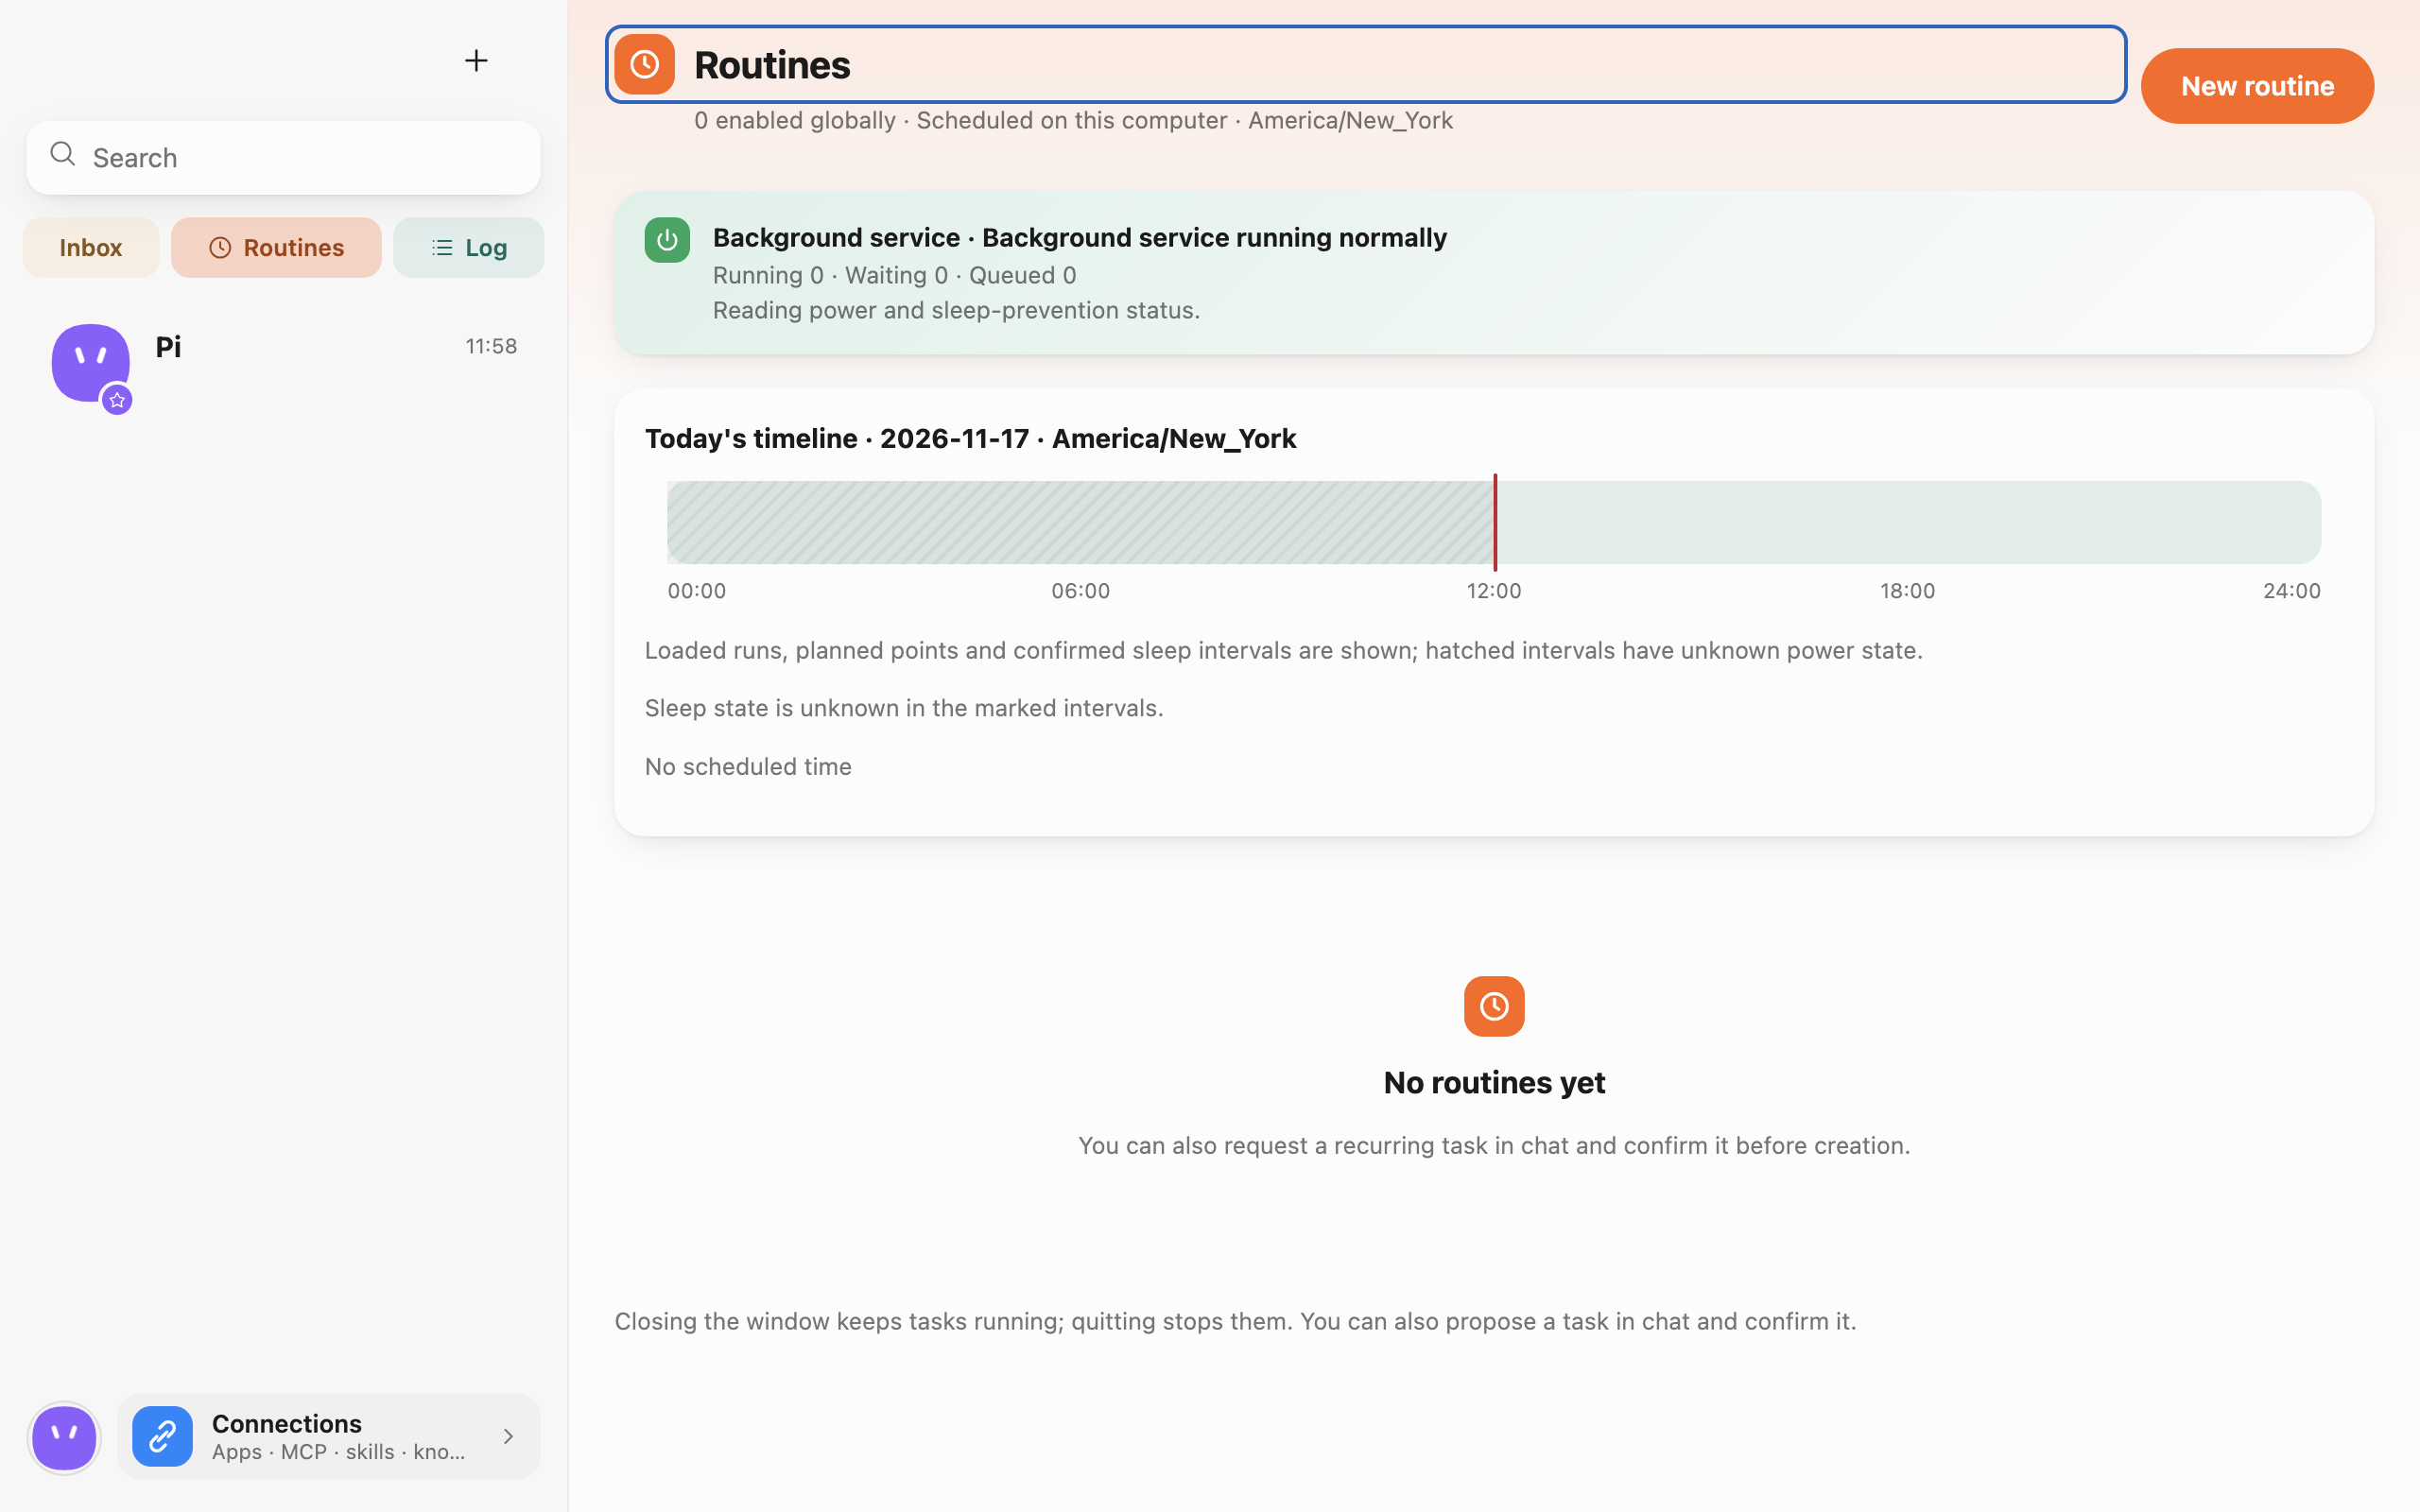 Search
Inbox
Routines
Log
Pi
11:58
Connections
Apps · MCP · skills · kno...
Routines
0 enabled globally · Scheduled on this computer · America/New_York
New routine
Background service · Background service running normally
Running 0 · Waiting 0 · Queued 0
Reading power and sleep-prevention status.
Today's timeline · 2026-11-17 · America/New_York
00:00
06:00
12:00
18:00
24:00
Loaded runs, planned points and confirmed sleep intervals are shown; hatched intervals have unknown power state.
Sleep state is unknown in the marked intervals.
No scheduled time
No routines yet
You can also request a recurring task in chat and confirm it before creation.
Closing the window keeps tasks running; quitting stops them. You can also propose a task in chat and confirm it.